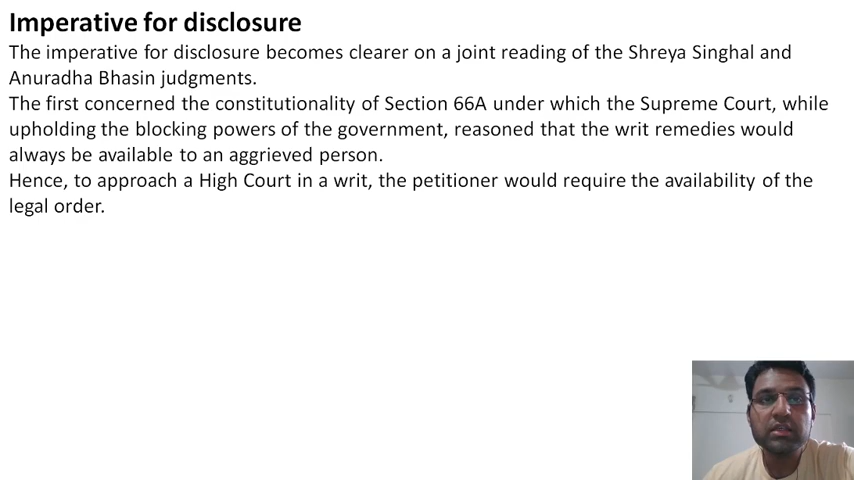 Imperative for disclosure
The imperative for disclosure becomes clearer on a joint reading of the Shreya Singhal and
Anuradha Bhasin judgments.
The first concerned the constitutionality of Section 66A under which the Supreme Court, while
upholding the blocking powers of the government, reasoned that the writ remedies would
always be available to an aggrieved person.
Hence, to approach a High Court in a writ, the petitioner would require the availability of the
legal order.